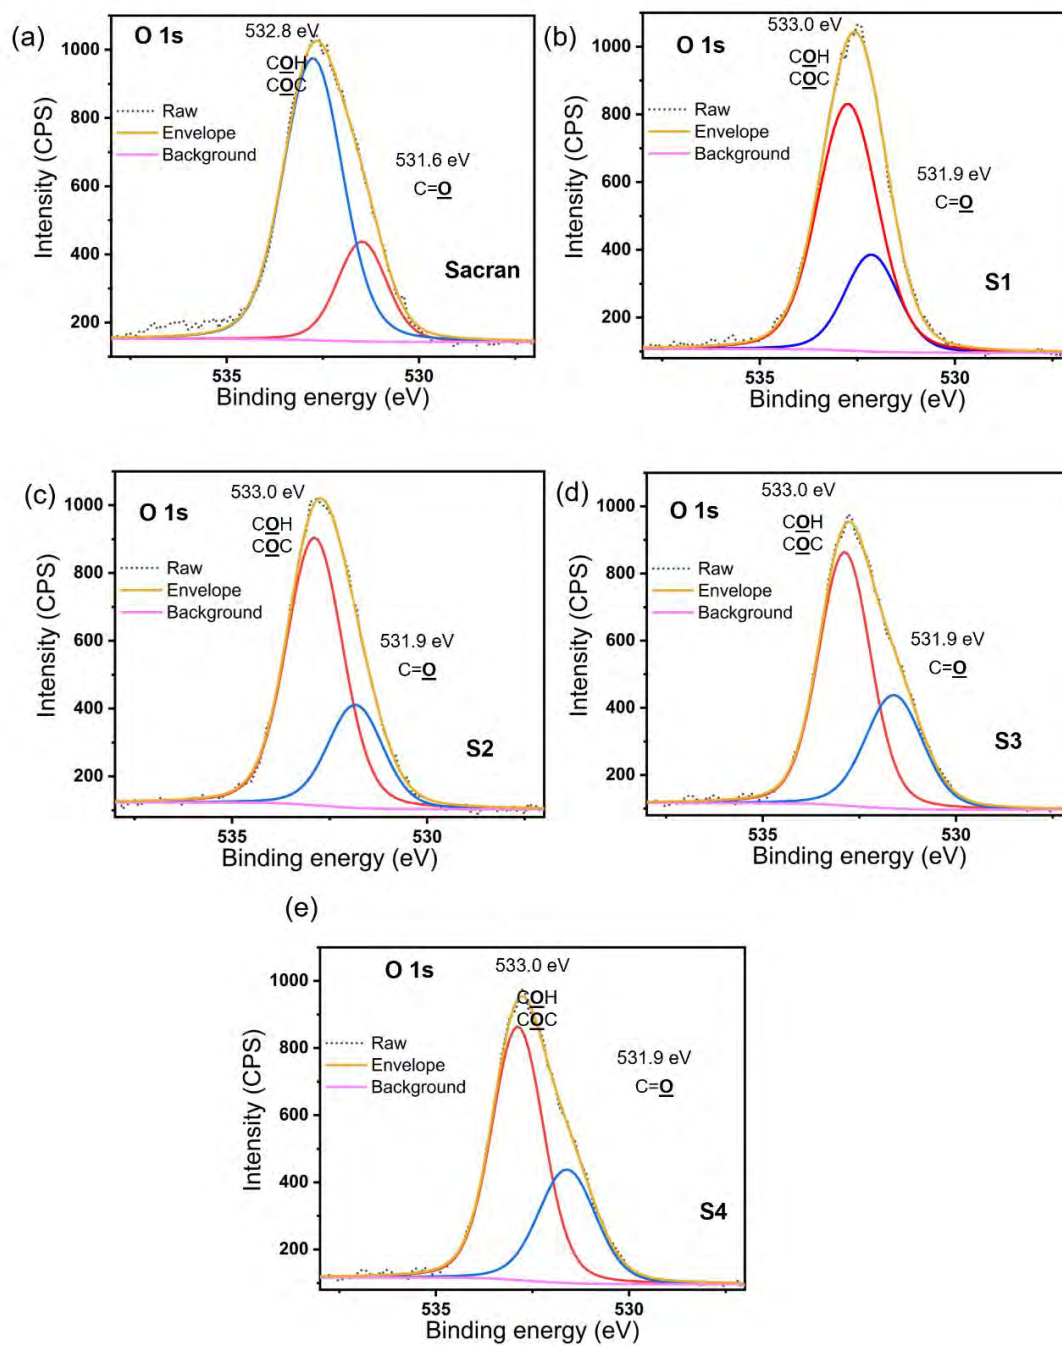 (a)
O 1s
532.8 eV
COH
COC
Raw
Envelope
Background
531.6 eV
C=O
Sacran
1000
800
600
400
200
535
530
Intensity (CPS)
Binding energy (eV)
(b)
O 1s
533.0 eV
COH
COC
Raw
Envelope
Background
531.9 eV
C=O
S1
1000
800
600
400
200
535
530
Intensity (CPS)
Binding energy (eV)
(c)
O 1s
533.0 eV
COH
COC
Raw
Envelope
Background
531.9 eV
C=O
S2
1000
800
600
400
200
535
530
Intensity (CPS)
Binding energy (eV)
(d)
O 1s
533.0 eV
COH
COC
Raw
Envelope
Background
531.9 eV
C=O
S3
1000
800
600
400
200
535
530
Intensity (CPS)
Binding energy (eV)
(e)
O 1s
533.0 eV
COH
COC
Raw
Envelope
Background
531.9 eV
C=O
S4
1000
800
600
400
200
535
530
Intensity (CPS)
Binding energy (eV)